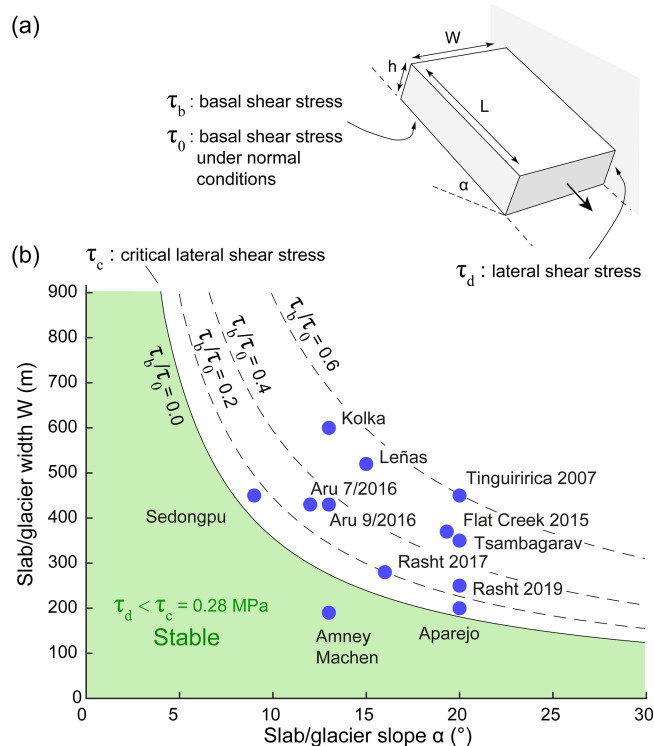 (a)
W
h
L
α
τb : basal shear stress
τ0 : basal shear stress
under normal
conditions
τd : lateral shear stress
(b)
τc : critical lateral shear stress
900
800
700
600
500
400
300
200
100
0
Slab/glacier width W (m)
τb/τ0 = 0.0
τb/τ0 = 0.2
τb/τ0 = 0.4
τb/τ0 = 0.6
Kolka
Leñas
Tinguiririca 2007
Aru 7/2016
Aru 9/2016
Sedongpu
Flat Creek 2015
Tsambagarav
Rasht 2017
Rasht 2019
Aparejo
Amney
Machen
τd < τc = 0.28 MPa
Stable
0 5 10 15 20 25 30
Slab/glacier slope α (°)